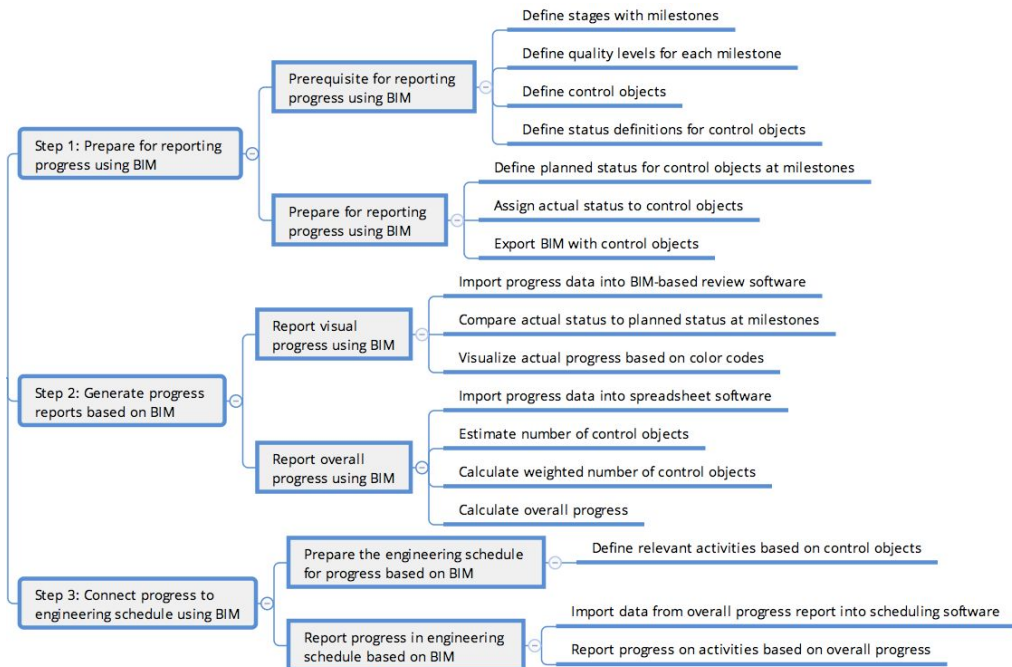 Define stages with milestones
Define quality levels for each milestone
Prerequisite for reporting
progress using BIM
Define control objects
Define status definitions for control objects
Step 1: Prepare for reporting
progress using BIM
Define planned status for control objects at milestones
Prepare for reporting
progress using BIM
Assign actual status to control objects
Export BIM with control objects
Import progress data into BIM-based review software
Report visual
progress using BIM
Compare actual status to planned status at milestones
Visualize actual progress based on color codes
Step 2: Generate progress
reports based on BIM
Import progress data into spreadsheet software
Estimate number of control objects
Report overall
progress using BIM
Calculate weighted number of control objects
Calculate overall progress
Prepare the engineering schedule
for progress based on BIM
Define relevant activities based on control objects
Step 3: Connect progress to
engineering schedule using BIM
Import data from overall progress report into scheduling software
Report progress in engineering
schedule based on BIM
Report progress on activities based on overall progress